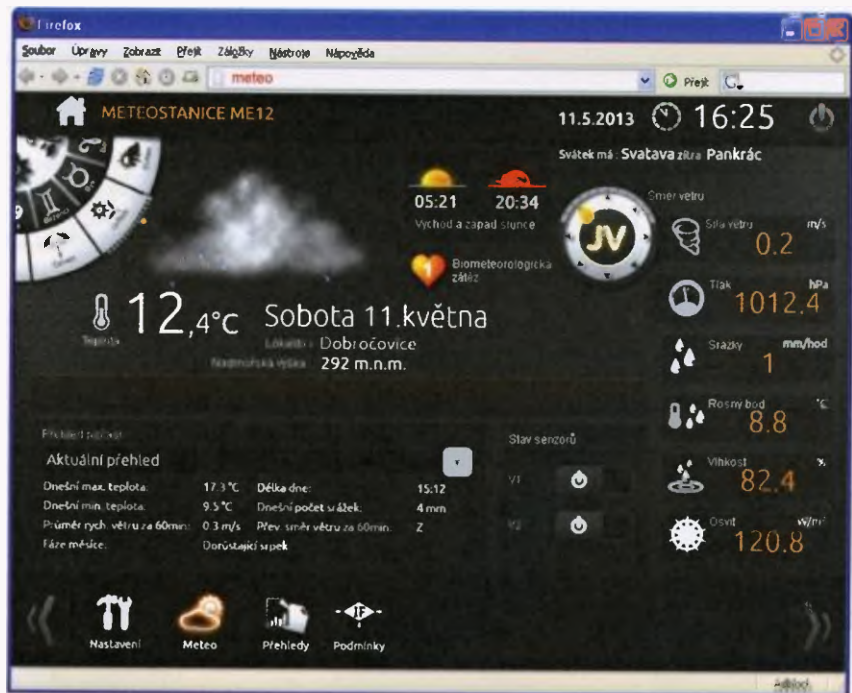 Firefox
Soubor Úpravy Zobrazit Přejít Záložky Nástroje Nápověda
meteo Přejít G
METEOSTANICE ME12 11.5.2013 16:25
Svátek má: Svatava zítra Pankrác
05:21 20:34
Východ a západ slunce
Směr větru
JV
Síla větru m/s
0.2
1 Biometeorologická
zátěž
Tlak hPa
1012.4
12,4°C Sobota 11.května
Teplota
Lokalita: Dobročovice
Nadmořská výška: 292 m.n.m.
Srážky mm/hod
1
Rosný bod °C
8.8
Vlhkost %
82.4
Osvit W/m²
120.8
Přehled teplot
Aktuální přehled
Dnešní max. teplota: 17.3 °C Délka dne: 15:12
Dnešní min. teplota: 9.5 °C Dnešní počet srážek: 4 mm
Průměr rych. větru za 60min: 0.3 m/s Přev. směr větru za 60min: Z
Fáze měsíce: Dorůstající srpek
Stav senzorů
V1
V2
Nastavení Meteo Přehledy IF Podmínky